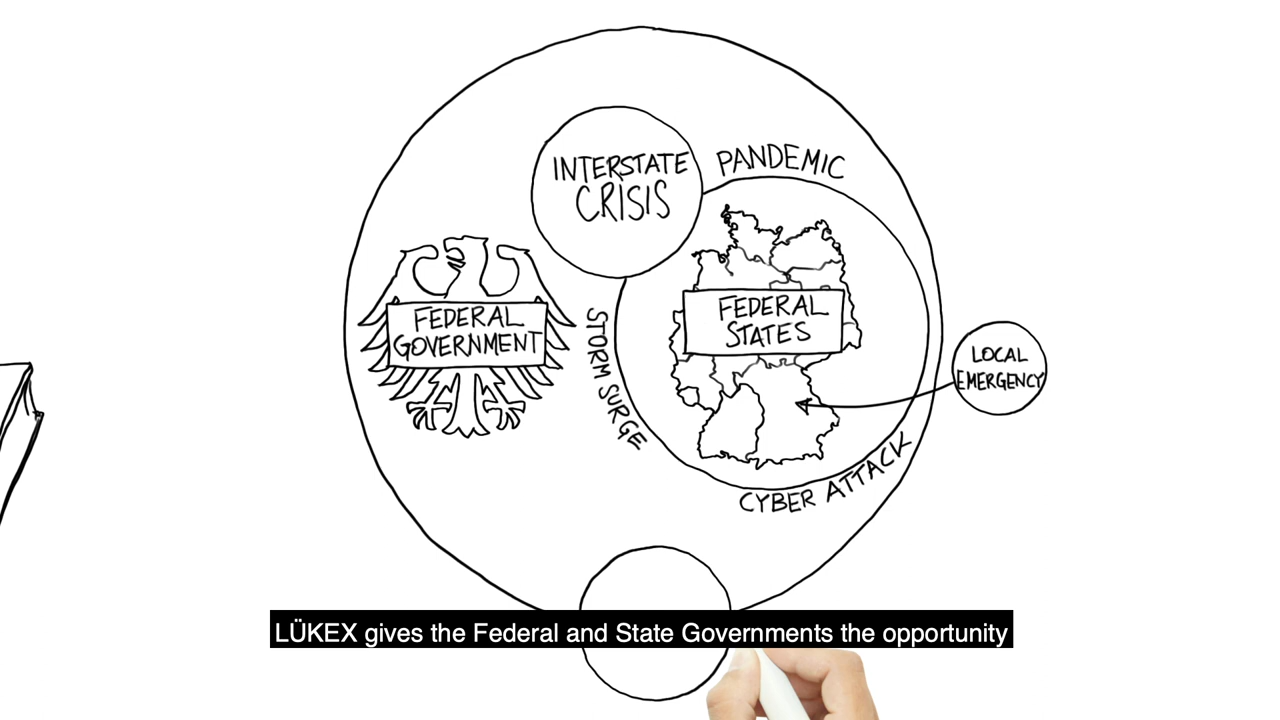 INTERSTATE
CRISIS
PANDEMIC
FEDERAL
GOVERNMENT
STORM SURGE
FEDERAL
STATES
LOCAL
EMERGENCY
CYBER ATTACK
LÜKEX gives the Federal and State Governments the opportunity